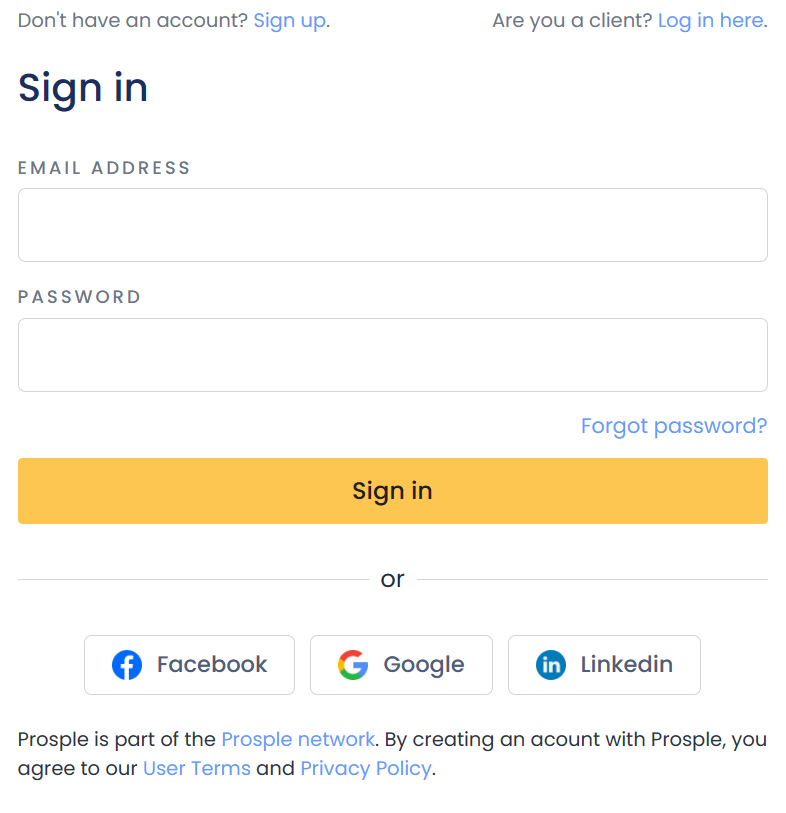 Don't have an account? Sign up.
Are you a client? Log in here.
Sign in
EMAIL ADDRESS
PASSWORD
Forgot password?
Sign in
or
Facebook
Google
Linkedin
Prosple is part of the Prosple network. By creating an acount with Prosple, you
agree to our User Terms and Privacy Policy.